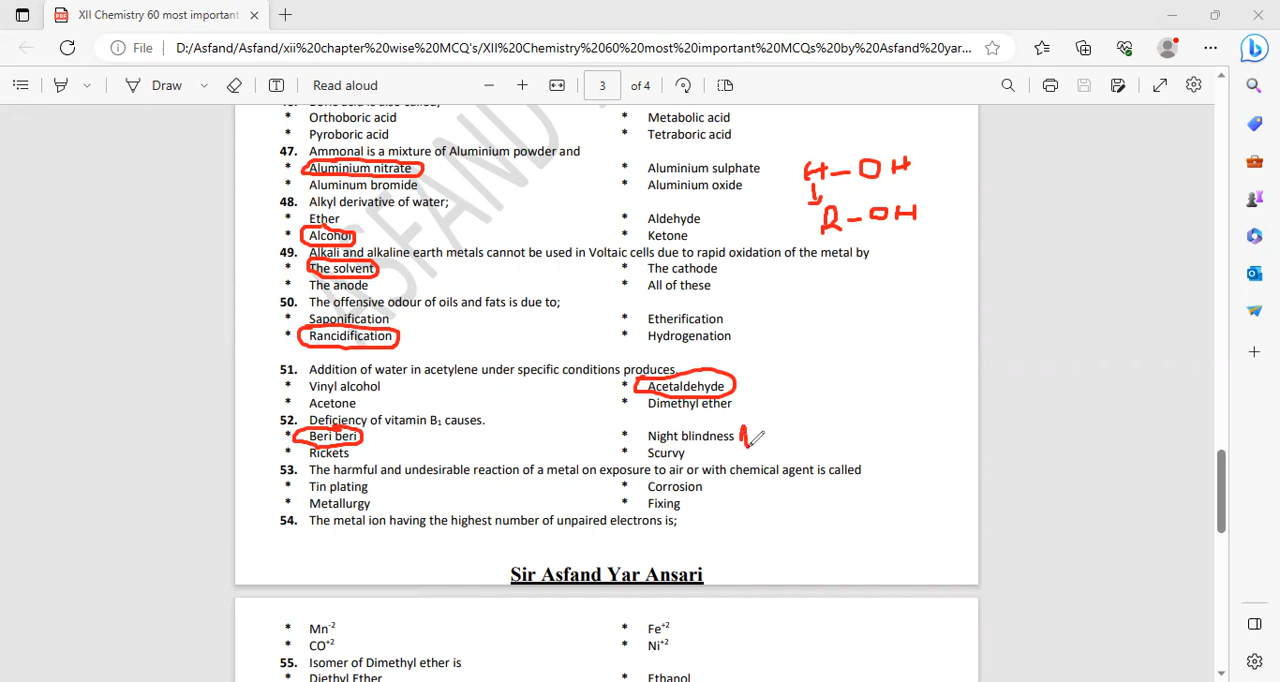 XII Chemistry 60 most important
File D:/Asfand/Asfand/xii%20chapter%20wise%20MCQ's/XII%20Chemistry%2060%20most%20important%20MCQs%20by%20Asfand%20yar...
Draw Read aloud 3 of 4
* Orthoboric acid * Metabolic acid
* Pyroboric acid * Tetraboric acid
47. Ammonal is a mixture of Aluminium powder and
* Aluminium nitrate * Aluminium sulphate
* Aluminum bromide * Aluminium oxide
H-OH
48. Alkyl derivative of water;
* Ether * Aldehyde
R-OH
* Alcohol * Ketone
49. Alkali and alkaline earth metals cannot be used in Voltaic cells due to rapid oxidation of the metal by
* The solvent * The cathode
* The anode * All of these
50. The offensive odour of oils and fats is due to;
* Saponification * Etherification
* Rancidification * Hydrogenation
51. Addition of water in acetylene under specific conditions produces.
* Vinyl alcohol * Acetaldehyde
* Acetone * Dimethyl ether
52. Deficiency of vitamin B₁ causes.
* Beri beri * Night blindness
* Rickets * Scurvy
53. The harmful and undesirable reaction of a metal on exposure to air or with chemical agent is called
* Tin plating * Corrosion
* Metallurgy * Fixing
54. The metal ion having the highest number of unpaired electrons is;
Sir Asfand Yar Ansari
* Mn⁻² * Fe⁺²
* CO⁺² * Ni⁺²
55. Isomer of Dimethyl ether is
* Diethyl Ether * Ethanol
ASFAND